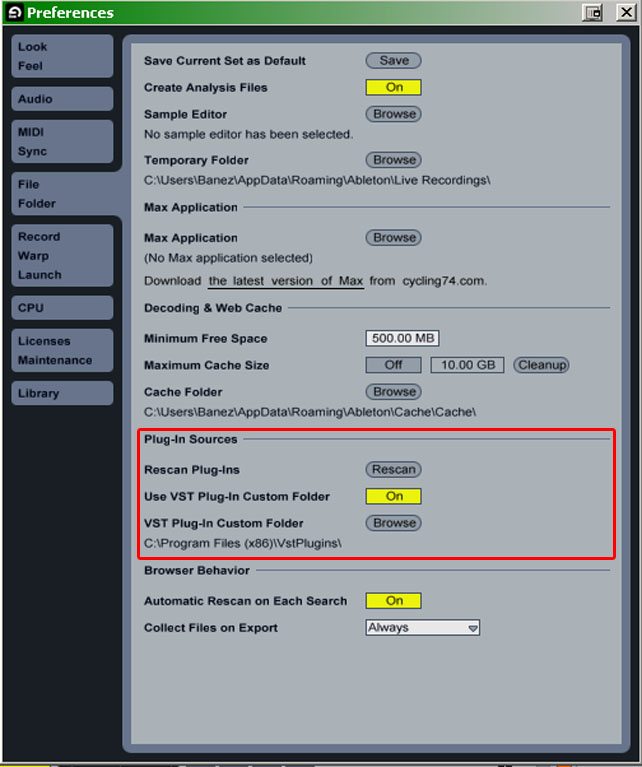 Preferences
Look
Feel
Audio
MIDI
Sync
File
Folder
Record
Warp
Launch
CPU
Licenses
Maintenance
Library
Save Current Set as Default Save
Create Analysis Files On
Sample Editor Browse
No sample editor has been selected.
Temporary Folder Browse
C:\Users\Banez\AppData\Roaming\Ableton\Live Recordings\
Max Application
Max Application Browse
(No Max application selected)
Download the latest version of Max from cycling74.com.
Decoding & Web Cache
Minimum Free Space 500.00 MB
Maximum Cache Size Off 10.00 GB Cleanup
Cache Folder Browse
C:\Users\Banez\AppData\Roaming\Ableton\Cache\Cache\
Plug-In Sources
Rescan Plug-Ins Rescan
Use VST Plug-In Custom Folder On
VST Plug-In Custom Folder Browse
C:\Program Files (x86)\VstPlugins\
Browser Behavior
Automatic Rescan on Each Search On
Collect Files on Export Always